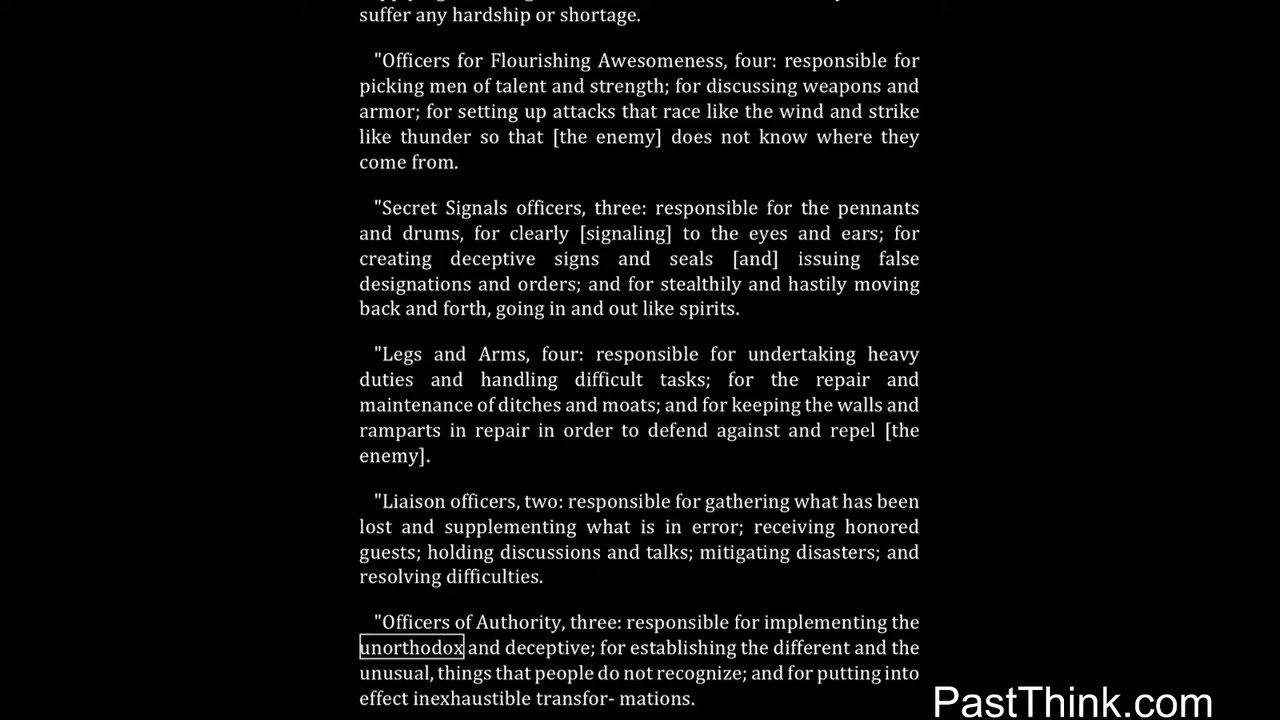 suffer any hardship or shortage.
"Officers for Flourishing Awesomeness, four: responsible for
picking men of talent and strength; for discussing weapons and
armor; for setting up attacks that race like the wind and strike
like thunder so that [the enemy] does not know where they
come from.
"Secret Signals officers, three: responsible for the pennants
and drums, for clearly [signaling] to the eyes and ears; for
creating deceptive signs and seals [and] issuing false
designations and orders; and for stealthily and hastily moving
back and forth, going in and out like spirits.
"Legs and Arms, four: responsible for undertaking heavy
duties and handling difficult tasks; for the repair and
maintenance of ditches and moats; and for keeping the walls and
ramparts in repair in order to defend against and repel [the
enemy].
"Liaison officers, two: responsible for gathering what has been
lost and supplementing what is in error; receiving honored
guests; holding discussions and talks; mitigating disasters; and
resolving difficulties.
"Officers of Authority, three: responsible for implementing the
unorthodox and deceptive; for establishing the different and the
unusual, things that people do not recognize; and for putting into
effect inexhaustible transfor- mations.
PastThink.com